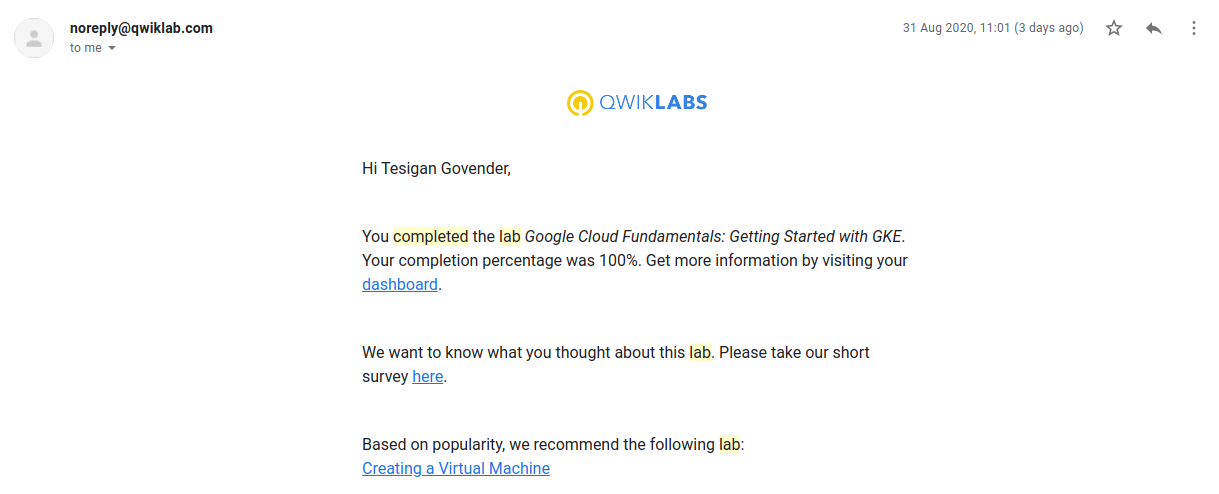 noreply@qwiklab.com
31 Aug 2020, 11:01 (3 days ago)
to me
QWIKLABS
Hi Tesigan Govender,
You completed the lab Google Cloud Fundamentals: Getting Started with GKE.
Your completion percentage was 100%. Get more information by visiting your
dashboard.
We want to know what you thought about this lab. Please take our short
survey here.
Based on popularity, we recommend the following lab:
Creating a Virtual Machine